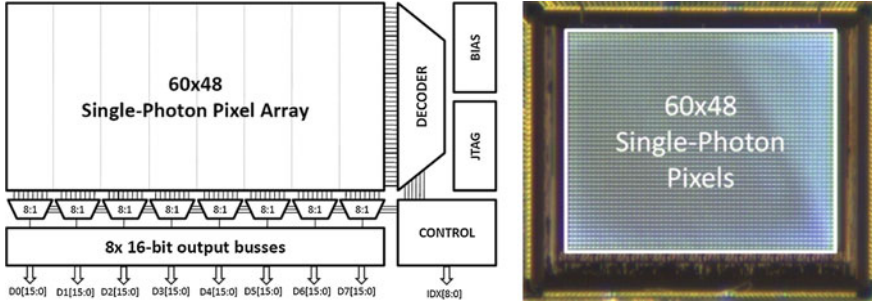 60x48
Single-Photon Pixel Array
DECODER
BIAS
JTAG
8:1 8:1 8:1 8:1 8:1 8:1 8:1 8:1
8x 16-bit output busses
CONTROL
D0[15:0] D1[15:0] D2[15:0] D3[15:0] D4[15:0] D5[15:0] D6[15:0] D7[15:0]
IDX[8:0]
60x48
Single-Photon
Pixels